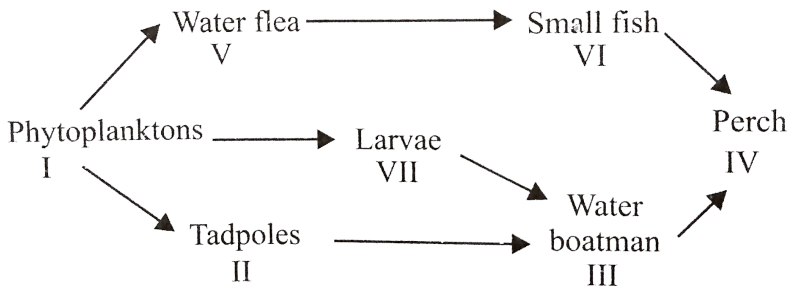 Water flea
V
Small fish
VI
Phytoplanktons
I
Larvae
VII
Perch
IV
Tadpoles
II
Water
boatman
III